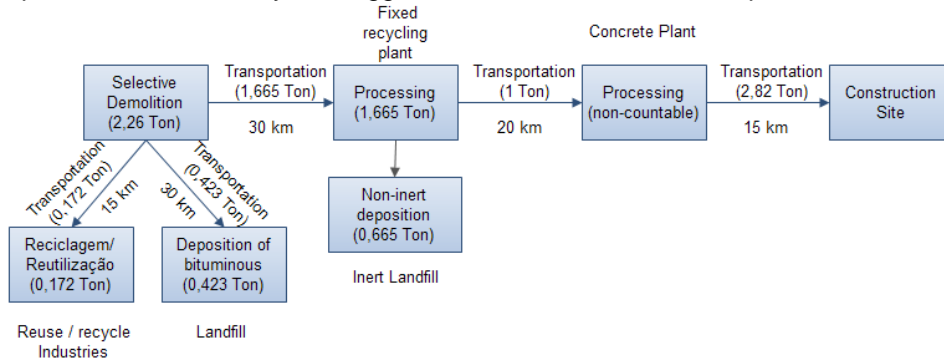 Fixed
recycling
plant
Concrete Plant
Selective
Demolition
(2,26 Ton)
Transportation
(1,665 Ton)
30 km
Processing
(1,665 Ton)
Transportation
(1 Ton)
20 km
Processing
(non-countable)
Transportation
(2,82 Ton)
15 km
Construction
Site
Transportation
(0,172 Ton)
15 km
Transportation
(0,423 Ton)
30 km
Non-inert
deposition
(0,665 Ton)
Inert Landfill
Reciclagem/
Reutilização
(0,172 Ton)
Deposition of
bituminous
(0,423 Ton)
Reuse / recycle
Industries
Landfill